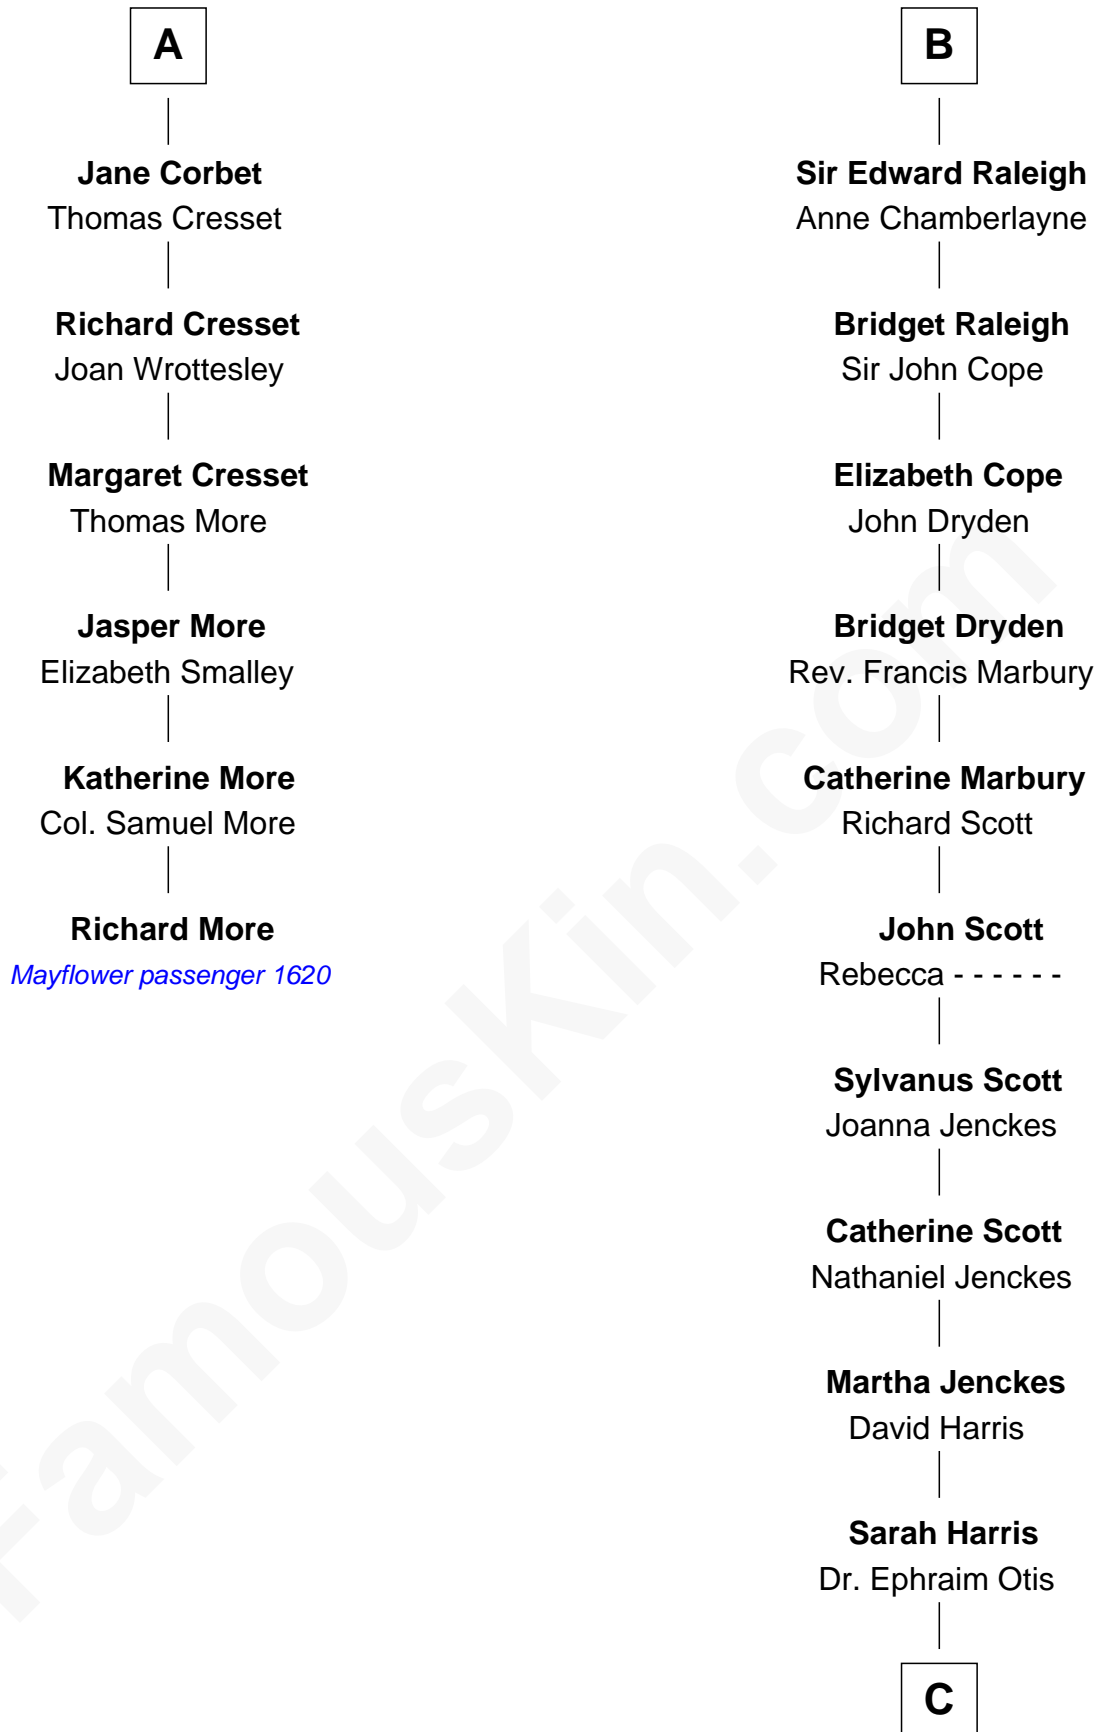 A
Jane Corbet
Thomas Cresset
Richard Cresset
Joan Wrottesley
Margaret Cresset
Thomas More
Jasper More
Elizabeth Smalley
Katherine More
Col. Samuel More
Richard More
Mayflower passenger 1620
B
Sir Edward Raleigh
Anne Chamberlayne
Bridget Raleigh
Sir John Cope
Elizabeth Cope
John Dryden
Bridget Dryden
Rev. Francis Marbury
Catherine Marbury
Richard Scott
John Scott
Rebecca - - - - - -
Sylvanus Scott
Joanna Jenckes
Catherine Scott
Nathaniel Jenckes
Martha Jenckes
David Harris
Sarah Harris
Dr. Ephraim Otis
C
FamousKin.com